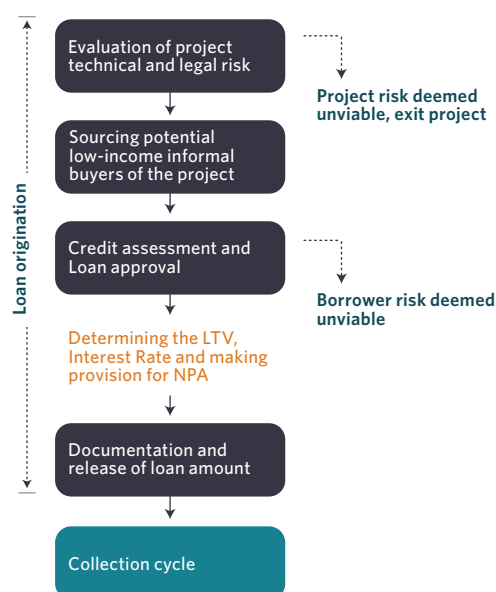 Evaluation of project
technical and legal risk
Project risk deemed
unviable, exit project
Sourcing potential
low-income informal
buyers of the project
Loan origination
Credit assessment and
Loan approval
Borrower risk deemed
unviable
Determining the LTV,
Interest Rate and making
provision for NPA
Documentation and
release of loan amount
Collection cycle